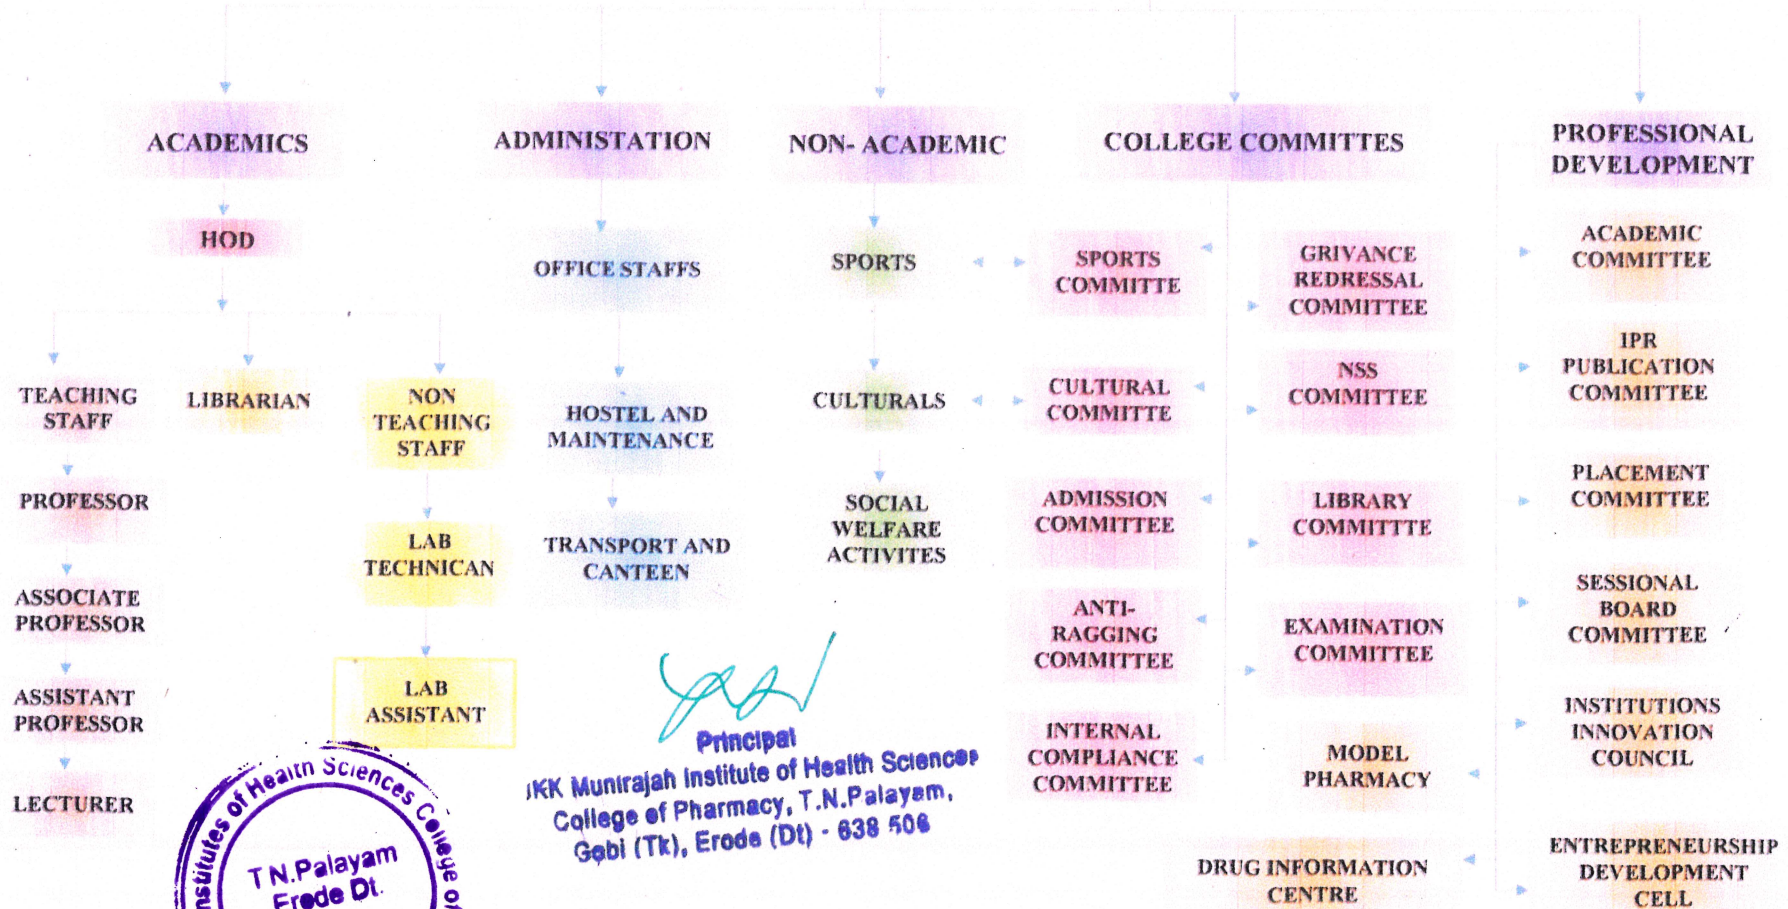 ACADEMICS
HOD
TEACHING
STAFF
PROFESSOR
ASSOCIATE
PROFESSOR
ASSISTANT
PROFESSOR
LECTURER
LIBRARIAN
NON
TEACHING
STAFF
LAB
TECHNICAN
LAB
ASSISTANT
ADMINISTATION
OFFICE STAFFS
HOSTEL AND
MAINTENANCE
TRANSPORT AND
CANTEEN
NON- ACADEMIC
SPORTS
CULTURALS
SOCIAL
WELFARE
ACTIVITES
COLLEGE COMMITTES
SPORTS
COMMITTE
CULTURAL
COMMITTE
ADMISSION
COMMITTEE
ANTI-
RAGGING
COMMITTEE
INTERNAL
COMPLIANCE
COMMITTEE
GRIVANCE
REDRESSAL
COMMITTEE
NSS
COMMITTEE
LIBRARY
COMMITTTE
EXAMINATION
COMMITTEE
MODEL
PHARMACY
DRUG INFORMATION
CENTRE
PROFESSIONAL
DEVELOPMENT
ACADEMIC
COMMITTEE
IPR
PUBLICATION
COMMITTEE
PLACEMENT
COMMITTEE
SESSIONAL
BOARD
COMMITTEE
INSTITUTIONS
INNOVATION
COUNCIL
ENTREPRENEURSHIP
DEVELOPMENT
CELL
Principal
JKK Munirajah Institute of Health Sciences
College of Pharmacy, T.N.Palayam,
Gobi (Tk), Erode (Dt) - 638 506
of Health Sciences College of
T N.Palayam
Erode Dt.